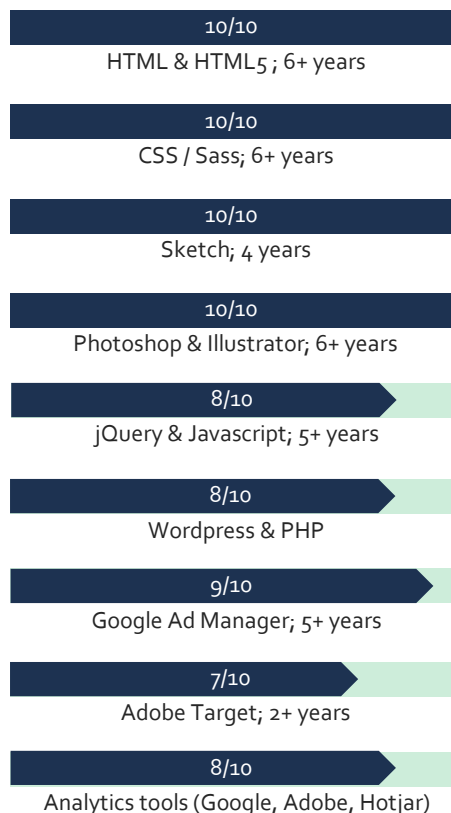 10/10
HTML & HTML5 ; 6+ years
10/10
CSS / Sass; 6+ years
10/10
Sketch; 4 years
10/10
Photoshop & Illustrator; 6+ years
8/10
jQuery & Javascript; 5+ years
8/10
Wordpress & PHP
9/10
Google Ad Manager; 5+ years
7/10
Adobe Target; 2+ years
8/10
Analytics tools (Google, Adobe, Hotjar)